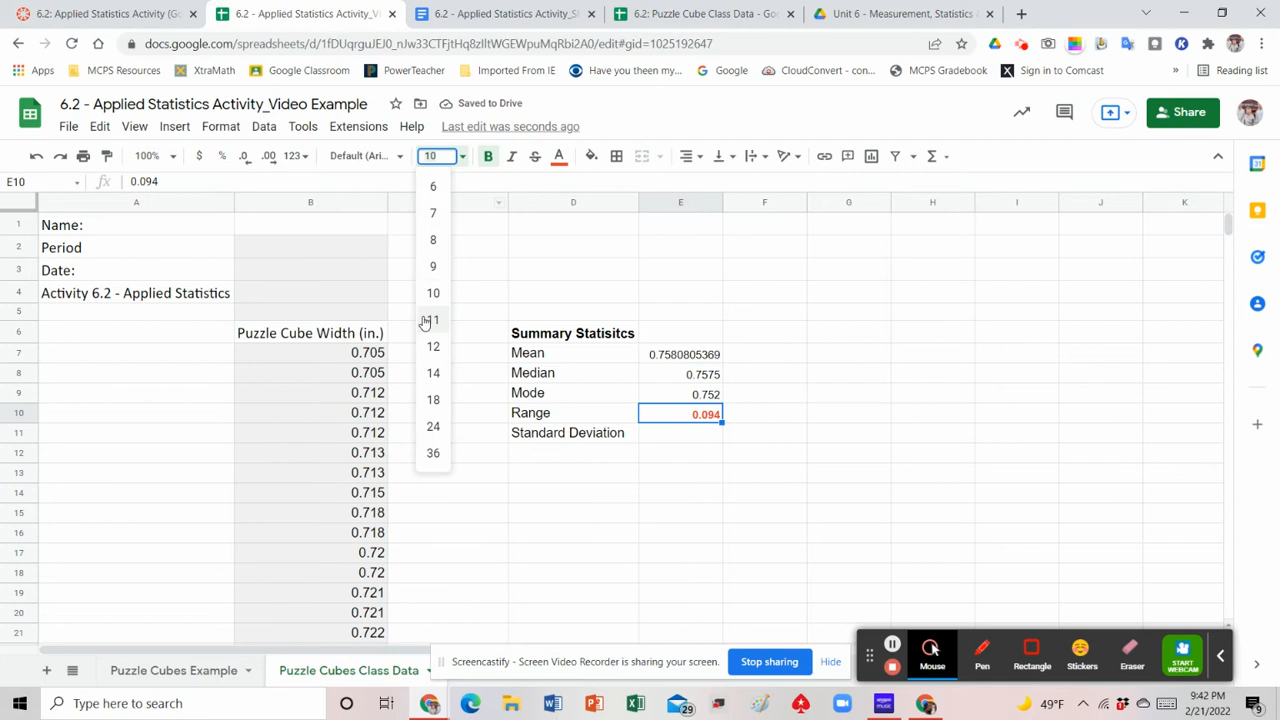 6.2: Applied Statistics Activity (Go
6.2 - Applied Statistics Activity_V
6.2 - Applied Statistics Activity_St
6.2 Puzzle Cube Class Data - Goo
Unit 6 - Measurement, Statistics &
docs.google.com/spreadsheets/d/
/edit#gid=1025192647
Apps
MCPS Resources
XtraMath
Google Classroom
PowerTeacher
Imported From IE
Have you theen my...
Google
CloudConvert - con...
MCPS Gradebook
Sign in to Comcast
»
Reading list
6.2 - Applied Statistics Activity_Video Example
Saved to Drive
File Edit View Insert Format Data Tools Extensions Help Last edit was seconds ago
Share
100% $ % .0 .00 123 Default (Ari... 10 B I S A Σ
E10 fx 0.094
A B D E F G H I J K
1 Name:
2 Period
3 Date:
4 Activity 6.2 - Applied Statistics
5
6 Puzzle Cube Width (in.) Summary Statisitcs
7 0.705 Mean 0.7580805369
8 0.705 Median 0.7575
9 0.712 Mode 0.752
10 0.712 Range 0.094
11 0.712 Standard Deviation
12 0.713
13 0.713
14 0.715
15 0.718
16 0.718
17 0.72
18 0.72
19 0.721
20 0.721
21 0.722
6
7
8
9
10
11
12
14
18
24
36
Puzzle Cubes Example
Puzzle Cubes Class Data
Screencastify - Screen Video Recorder is sharing your screen.
Stop sharing
Hide
Mouse
Pen
Rectangle
Stickers
Eraser
START
WEBCAM
Type here to search
29
49°F
9:42 PM
2/21/2022
9